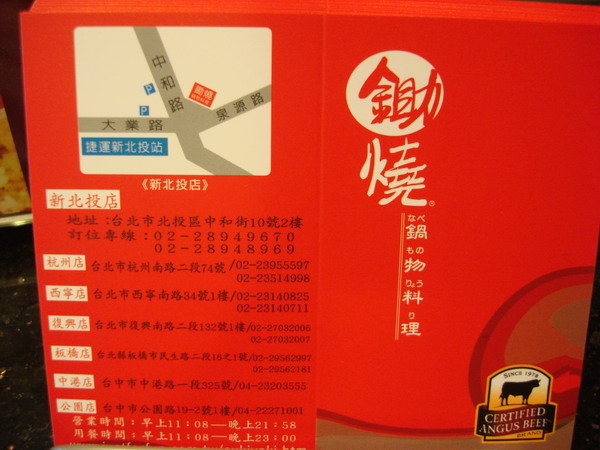 中和路
鋤燒
泉源路
P
P
大業路
捷運新北投站
《新北投店》
新北投店
地址:台北市北投區中和街10號2樓
訂位專線:02-28949670
02-28948969
杭州店 台北市杭州南路二段74號/02-23955597
02-23514998
西寧店 台北市西寧南路34號1樓/02-23140825
02-23140711
復興店 台北市復興南路二段132號1樓/02-27032006
02-27032007
板橋店 台北縣板橋市民生路二段16之1號/02-29562997
02-29562181
中港店 台中市中港路一段325號/04-23203555
公園店 台中市公園路19-2號1樓/04-22271001
營業時間:早上11:08—晚上21:58
用餐時間:早上11:08—晚上23:00
鋤燒®
なべ もの りょう り
鍋物料理
SINCE 1978
CERTIFIED
ANGUS BEEF
BRAND